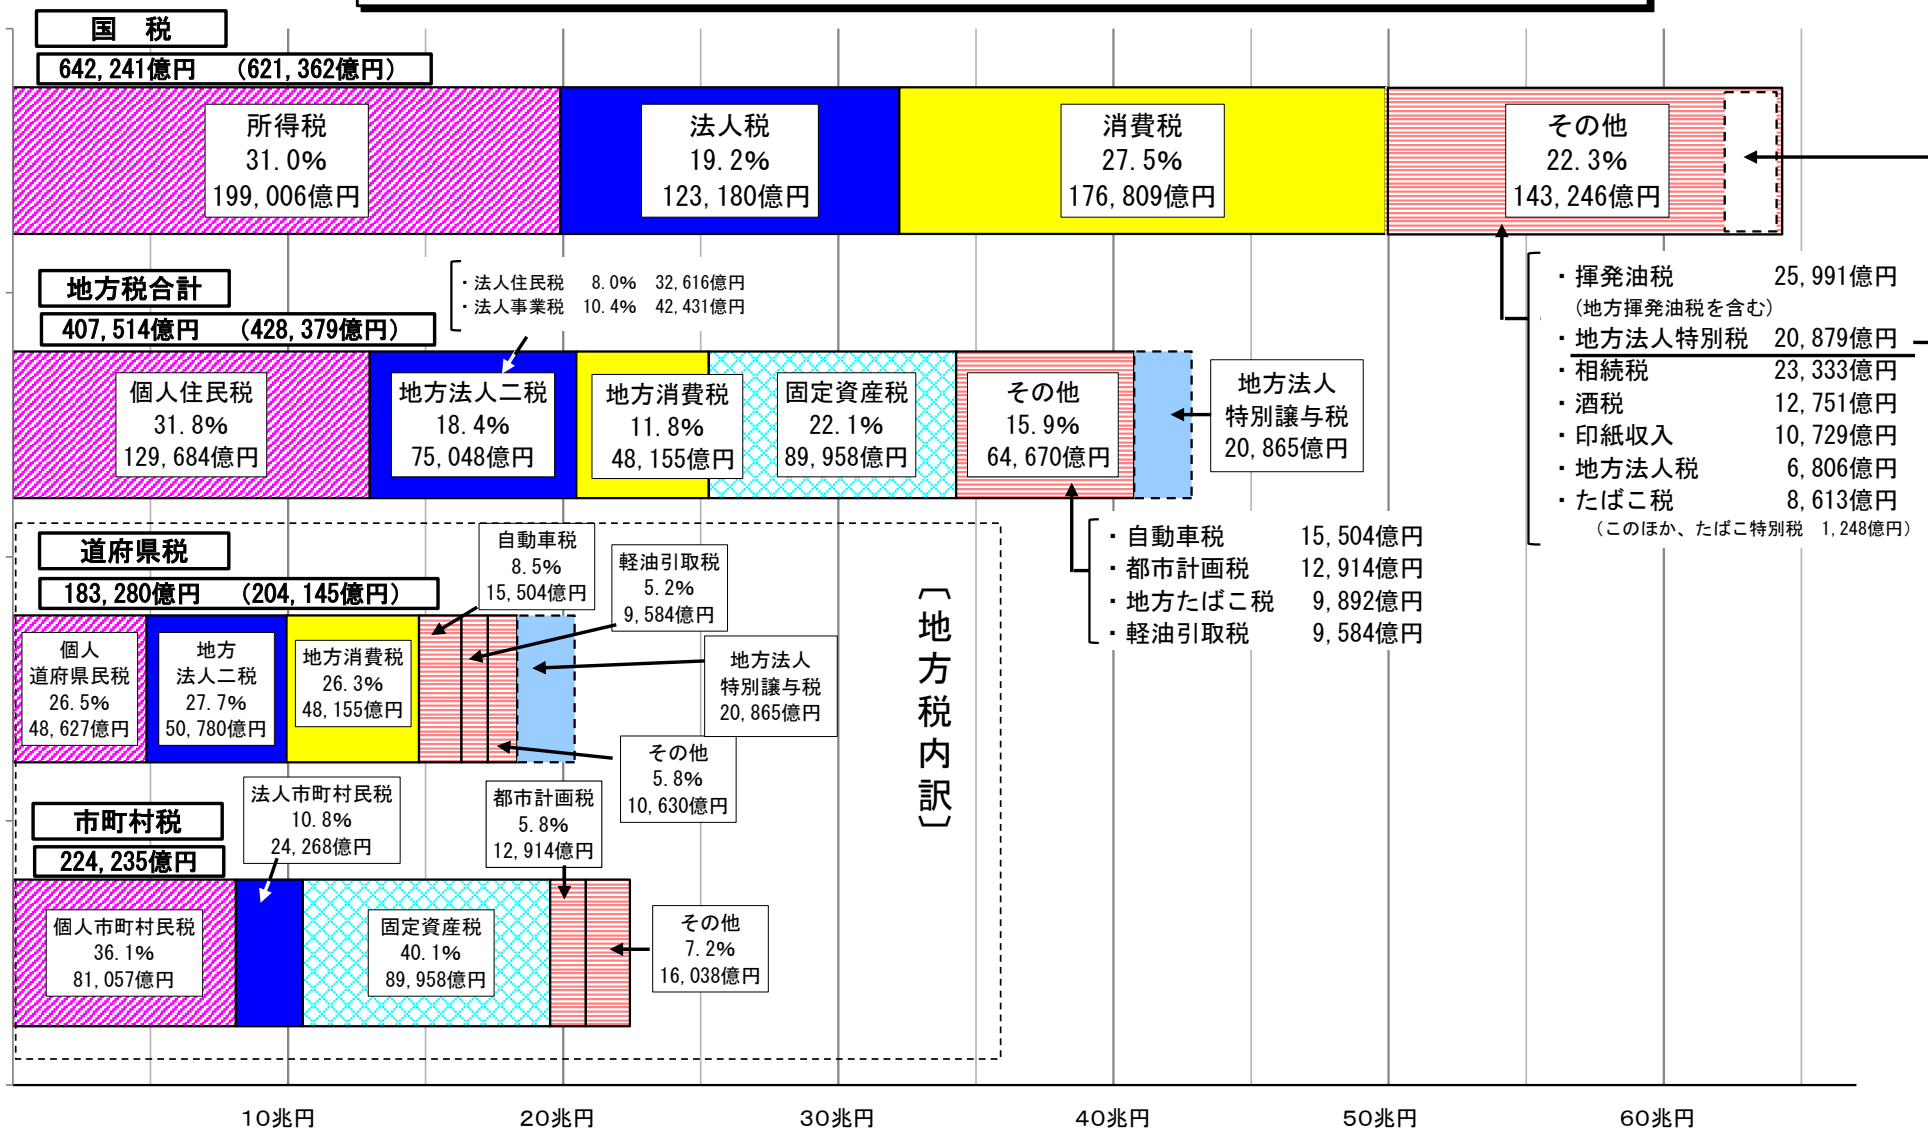 国　税
642,241億円　（621,362億円）
所得税
31.0%
199,006億円
法人税
19.2%
123,180億円
消費税
27.5%
176,809億円
その他
22.3%
143,246億円
・揮発油税　25,991億円
（地方揮発油税を含む）
・地方法人特別税　20,879億円
・相続税　23,333億円
・酒税　12,751億円
・印紙収入　10,729億円
・地方法人税　6,806億円
・たばこ税　8,613億円
（このほか、たばこ特別税　1,248億円）
地方税合計
407,514億円　（428,379億円）
・法人住民税　8.0%　32,616億円
・法人事業税　10.4%　42,431億円
個人住民税
31.8%
129,684億円
地方法人二税
18.4%
75,048億円
地方消費税
11.8%
48,155億円
固定資産税
22.1%
89,958億円
その他
15.9%
64,670億円
地方法人
特別譲与税
20,865億円
・自動車税　15,504億円
・都市計画税　12,914億円
・地方たばこ税　9,892億円
・軽油引取税　9,584億円
道府県税
183,280億円　（204,145億円）
個人
道府県民税
26.5%
48,627億円
地方
法人二税
27.7%
50,780億円
地方消費税
26.3%
48,155億円
自動車税
8.5%
15,504億円
軽油引取税
5.2%
9,584億円
地方法人
特別譲与税
20,865億円
その他
5.8%
10,630億円
〔地方税内訳〕
市町村税
224,235億円
個人市町村民税
36.1%
81,057億円
法人市町村民税
10.8%
24,268億円
固定資産税
40.1%
89,958億円
都市計画税
5.8%
12,914億円
その他
7.2%
16,038億円
10兆円　20兆円　30兆円　40兆円　50兆円　60兆円